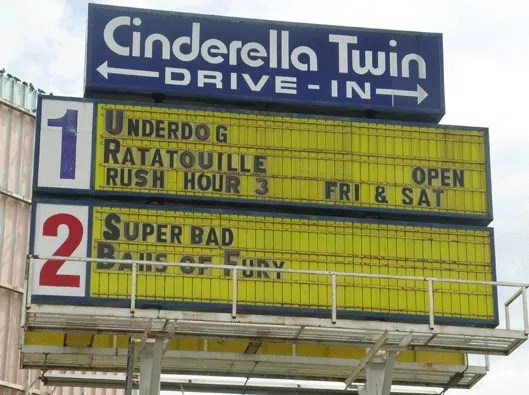 Cinderella Twin
DRIVE-IN
1
UNDERDOG
RATATOUILLE
OPEN
RUSH HOUR 3
FRI & SAT
2
SUPER BAD
BAllS OF FURY